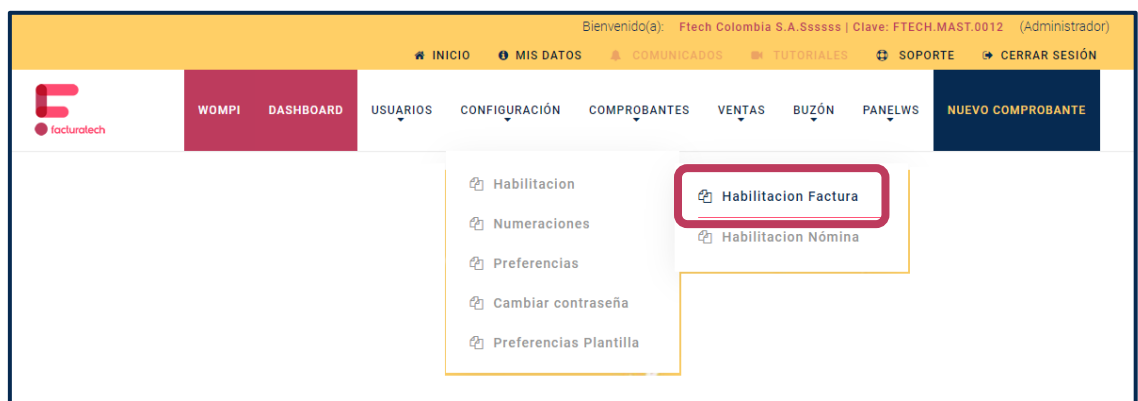 Bienvenido(a): Ftech Colombia S.A.Ssssss | Clave: FTECH.MAST.0012 (Administrador)
INICIO MIS DATOS COMUNICADOS TUTORIALES SOPORTE CERRAR SESIÓN
facturatech
WOMPI DASHBOARD USUARIOS CONFIGURACIÓN COMPROBANTES VENTAS BUZÓN PANELWS NUEVO COMPROBANTE
Habilitacion
Habilitacion Factura
Numeraciones
Habilitacion Nómina
Preferencias
Cambiar contraseña
Preferencias Plantilla